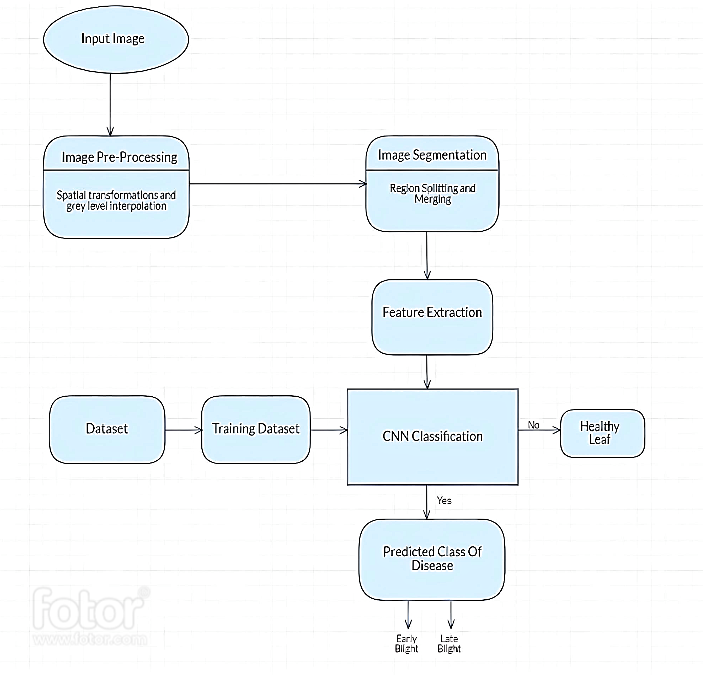 Input Image
Image Pre-Processing
Spatial transformations and
grey level interpolation
Image Segmentation
Region Splitting and
Merging
Feature Extraction
Dataset
Training Dataset
CNN Classification
No
Healthy
Leaf
Yes
Predicted Class Of
Disease
Early
Blight
Late
Blight
fotor
www.fotor.com